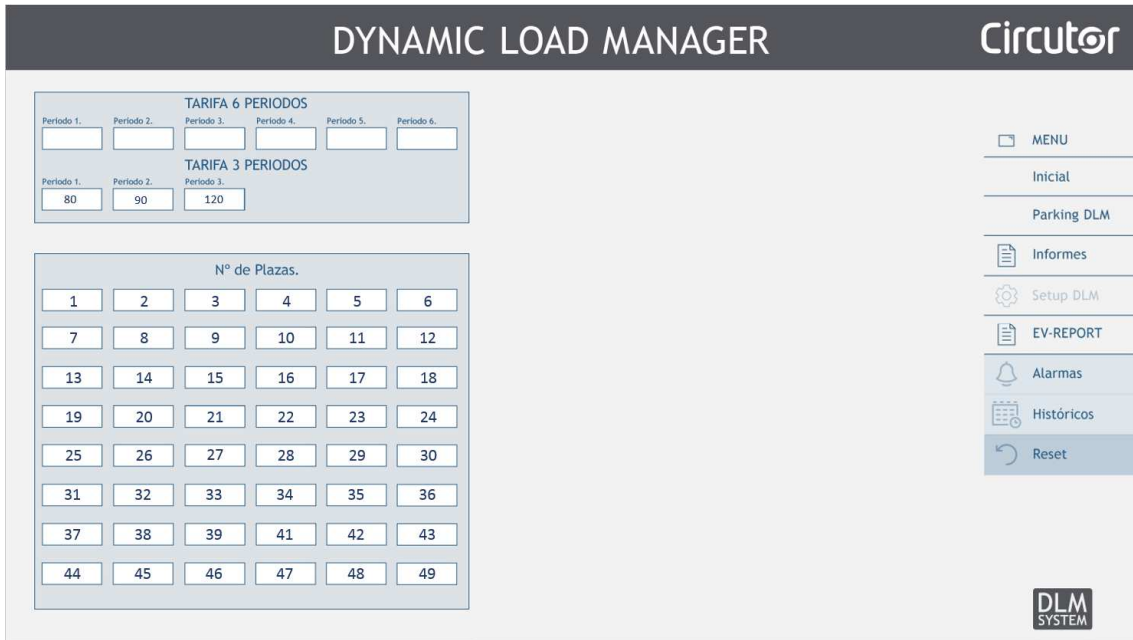 DYNAMIC LOAD MANAGER
Circutor
TARIFA 6 PERIODOS
Periodo 1. Periodo 2. Periodo 3. Periodo 4. Periodo 5. Periodo 6.
TARIFA 3 PERIODOS
Periodo 1. Periodo 2. Periodo 3.
80 90 120
Nº de Plazas.
1 2 3 4 5 6
7 8 9 10 11 12
13 14 15 16 17 18
19 20 21 22 23 24
25 26 27 28 29 30
31 32 33 34 35 36
37 38 39 41 42 43
44 45 46 47 48 49
MENU
Inicial
Parking DLM
Informes
Setup DLM
EV-REPORT
Alarmas
Históricos
Reset
DLM
SYSTEM